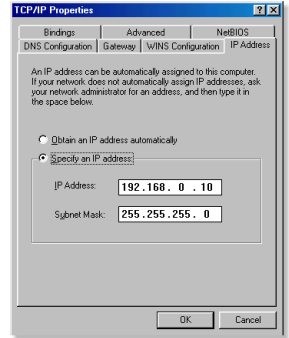 TCP/IP Properties
Bindings Advanced NetBIOS
DNS Configuration Gateway WINS Configuration IP Address
An IP address can be automatically assigned to this computer.
If your network does not automatically assign IP addresses, ask
your network administrator for an address, and then type it in
the space below.
Obtain an IP address automatically
Specify an IP address:
IP Address: 192.168. 0 .10
Subnet Mask: 255.255.255. 0
OK Cancel